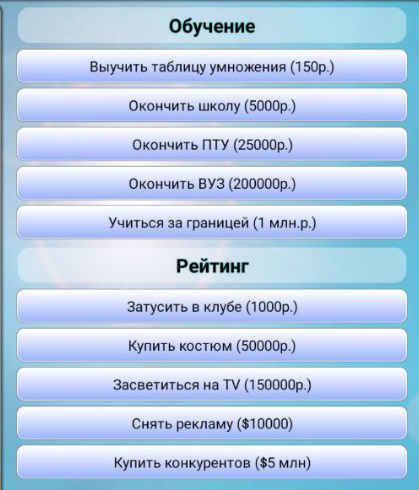 Обучение
Выучить таблицу умножения (150р.)
Окончить школу (5000р.)
Окончить ПТУ (25000р.)
Окончить ВУЗ (200000р.)
Учиться за границей (1 млн.р.)
Рейтинг
Затусить в клубе (1000р.)
Купить костюм (50000р.)
Засветиться на TV (150000р.)
Снять рекламу ($10000)
Купить конкурентов ($5 млн)